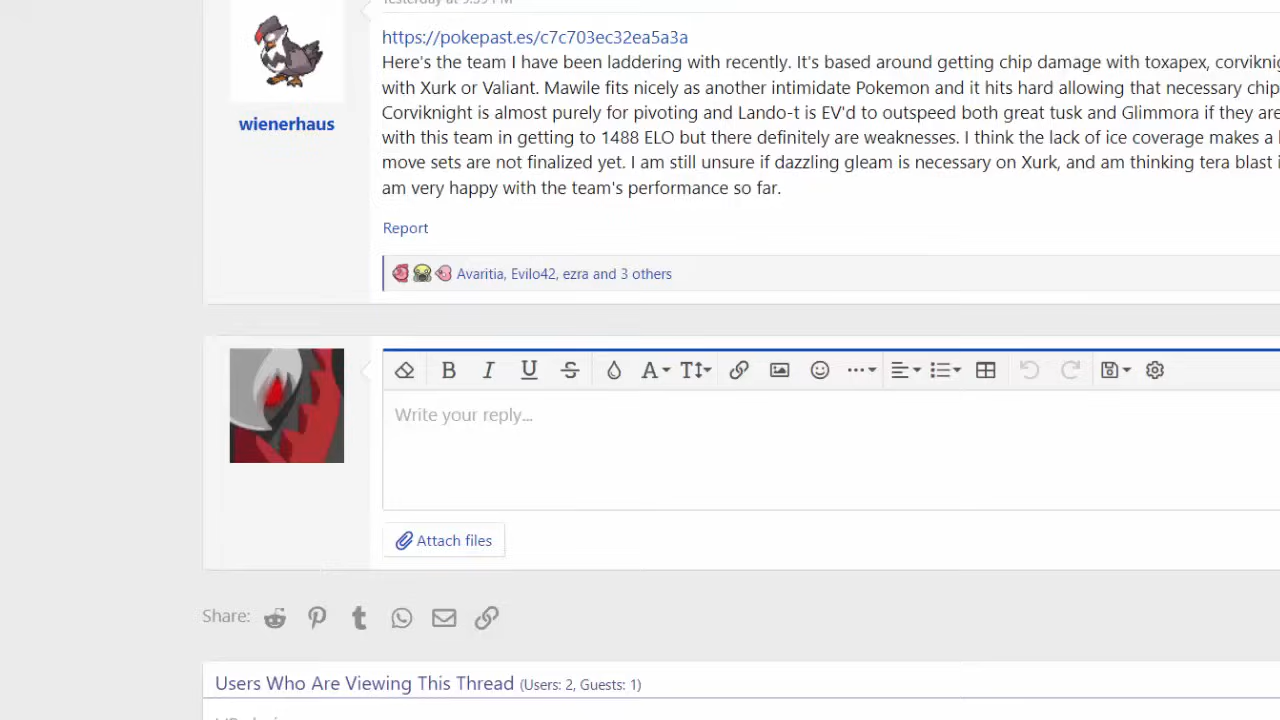 Yesterday at 9:59 PM
https://pokepast.es/c7c703ec32ea5a3a
Here's the team I have been laddering with recently. It's based around getting chip damage with toxapex, corviknig
with Xurk or Valiant. Mawile fits nicely as another intimidate Pokemon and it hits hard allowing that necessary chip
Corviknight is almost purely for pivoting and Lando-t is EV'd to outspeed both great tusk and Glimmora if they are
with this team in getting to 1488 ELO but there definitely are weaknesses. I think the lack of ice coverage makes a
move sets are not finalized yet. I am still unsure if dazzling gleam is necessary on Xurk, and am thinking tera blast i
am very happy with the team's performance so far.
wienerhaus
Report
Avaritia, Evilo42, ezra and 3 others
Write your reply...
Attach files
Share:
Users Who Are Viewing This Thread (Users: 2, Guests: 1)